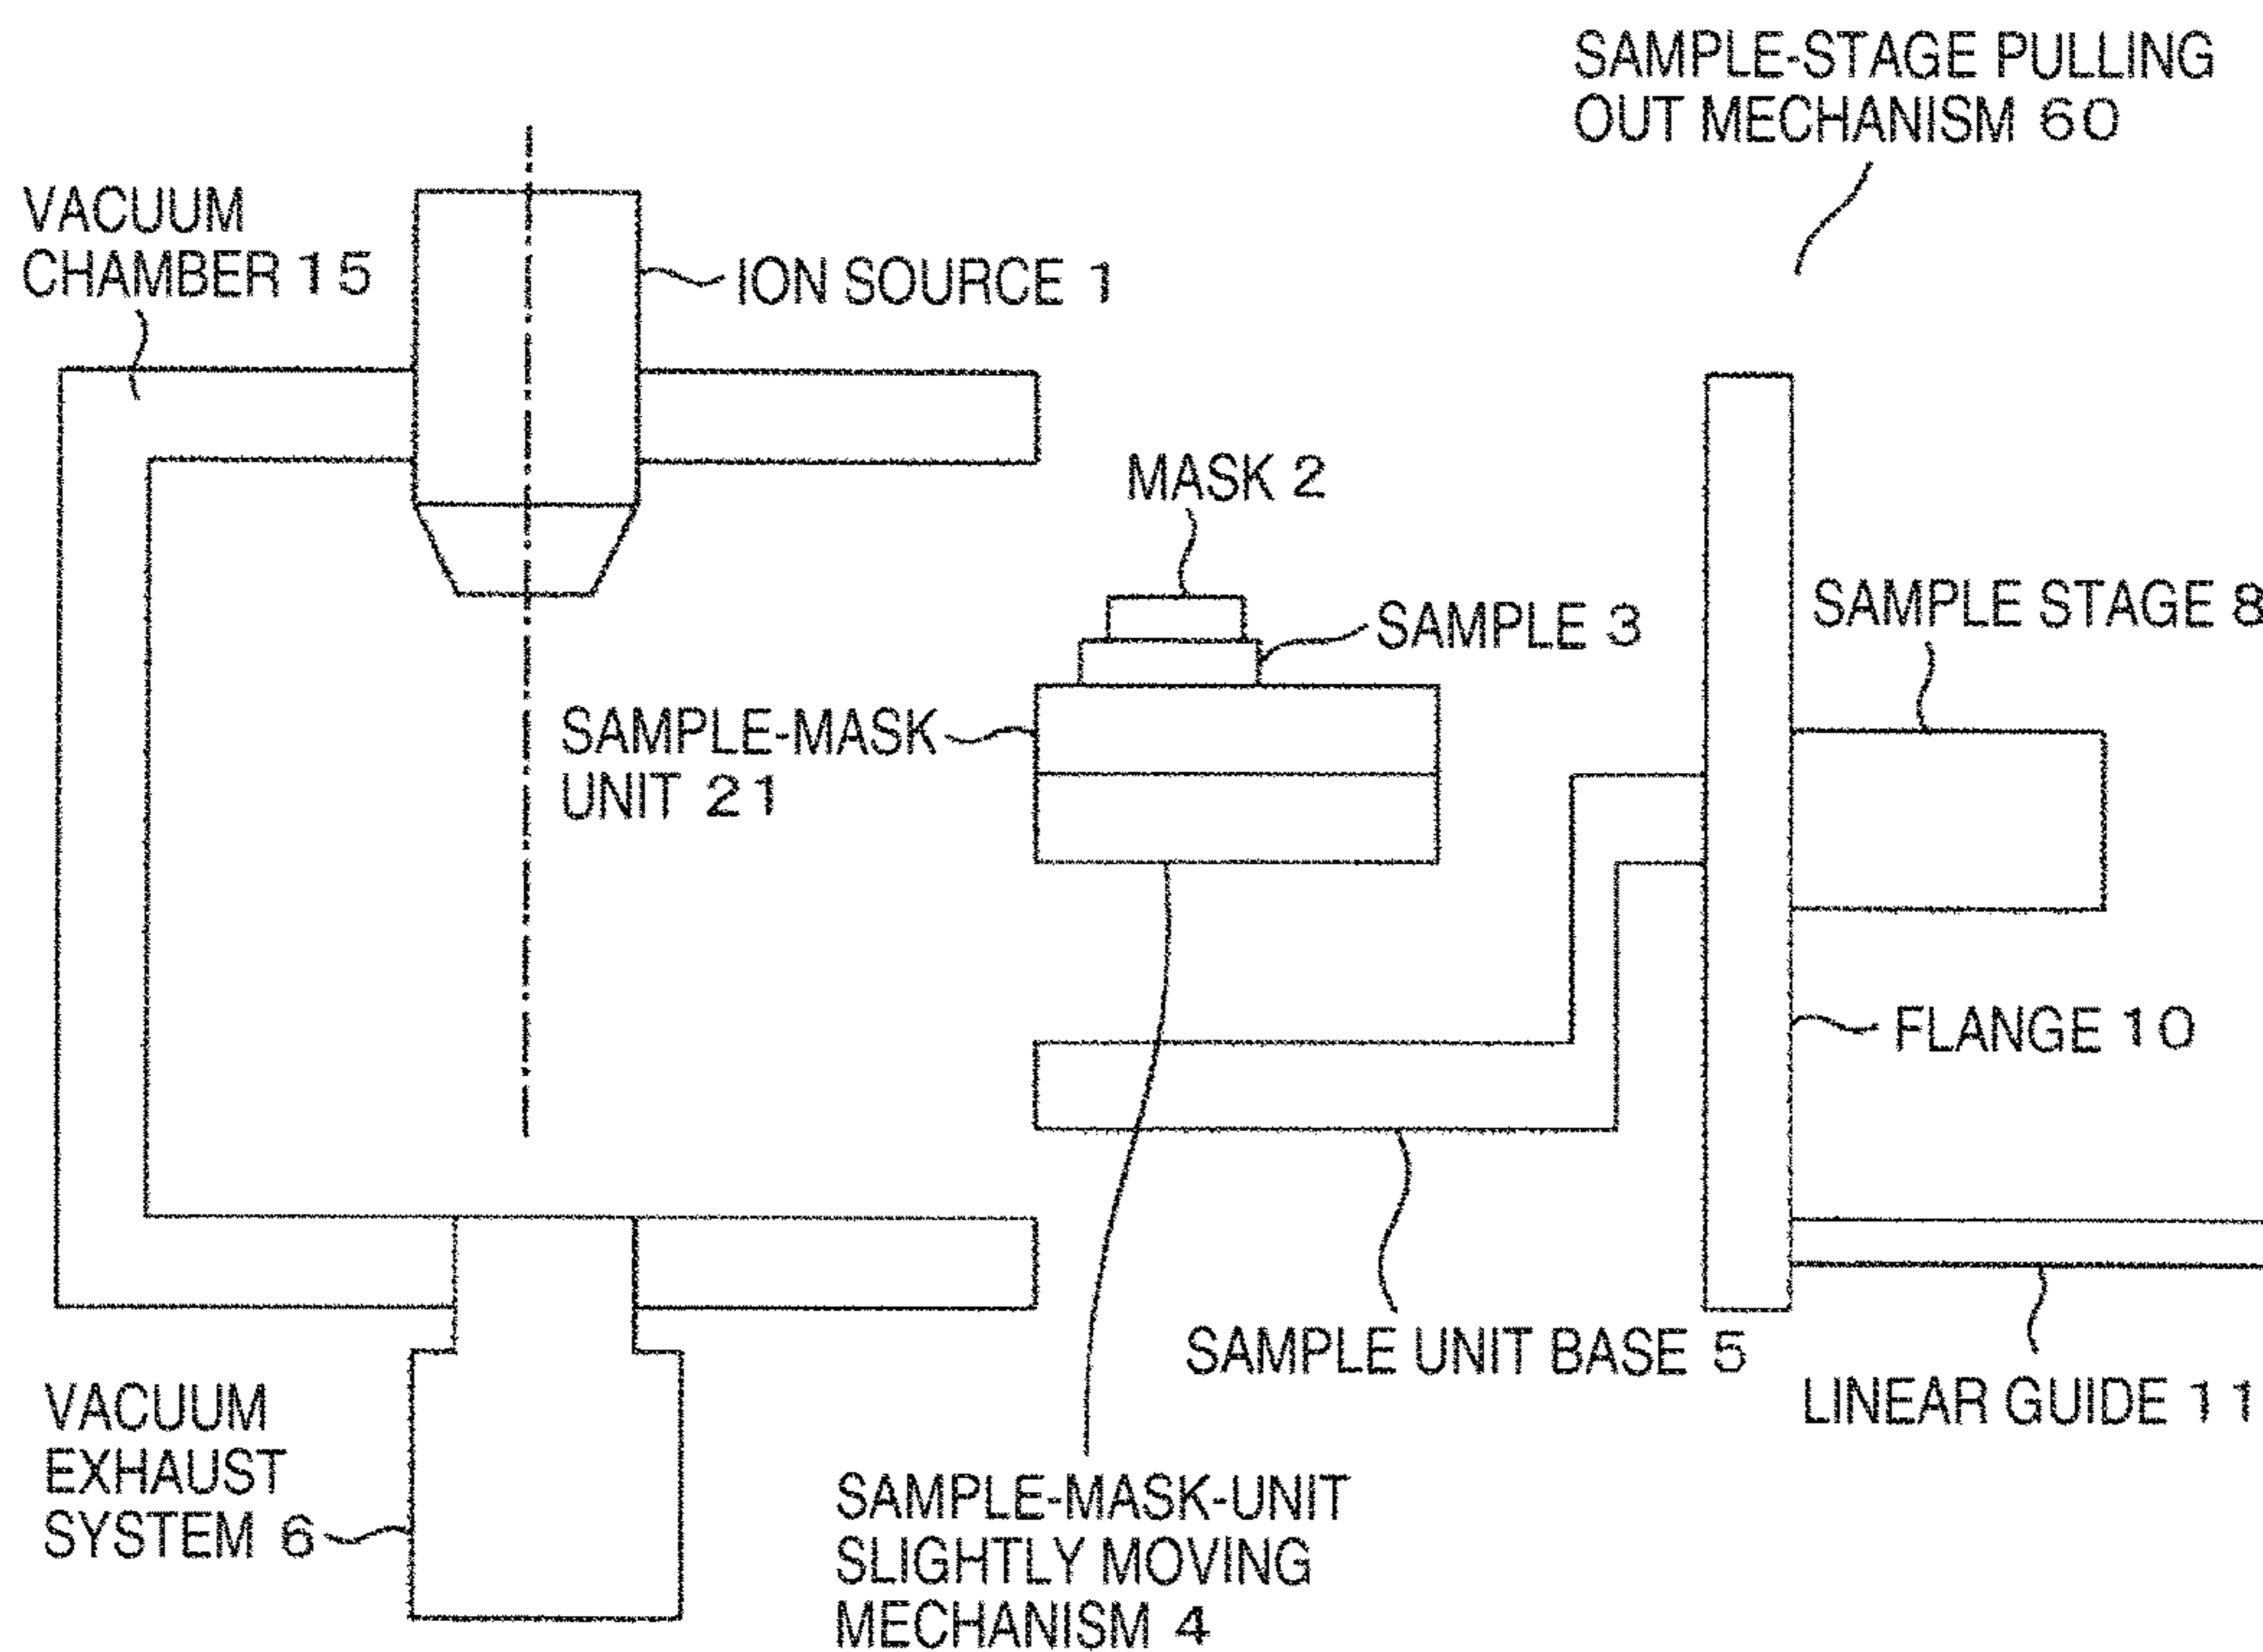 SAMPLE-STAGE PULLING
OUT MECHANISM 60
VACUUM
CHAMBER 15
ION SOURCE 1
MASK 2
SAMPLE 3
SAMPLE STAGE 8
SAMPLE-MASK
UNIT 21
FLANGE 10
SAMPLE UNIT BASE 5
LINEAR GUIDE 11
VACUUM
EXHAUST
SYSTEM 6
SAMPLE-MASK-UNIT
SLIGHTLY MOVING
MECHANISM 4